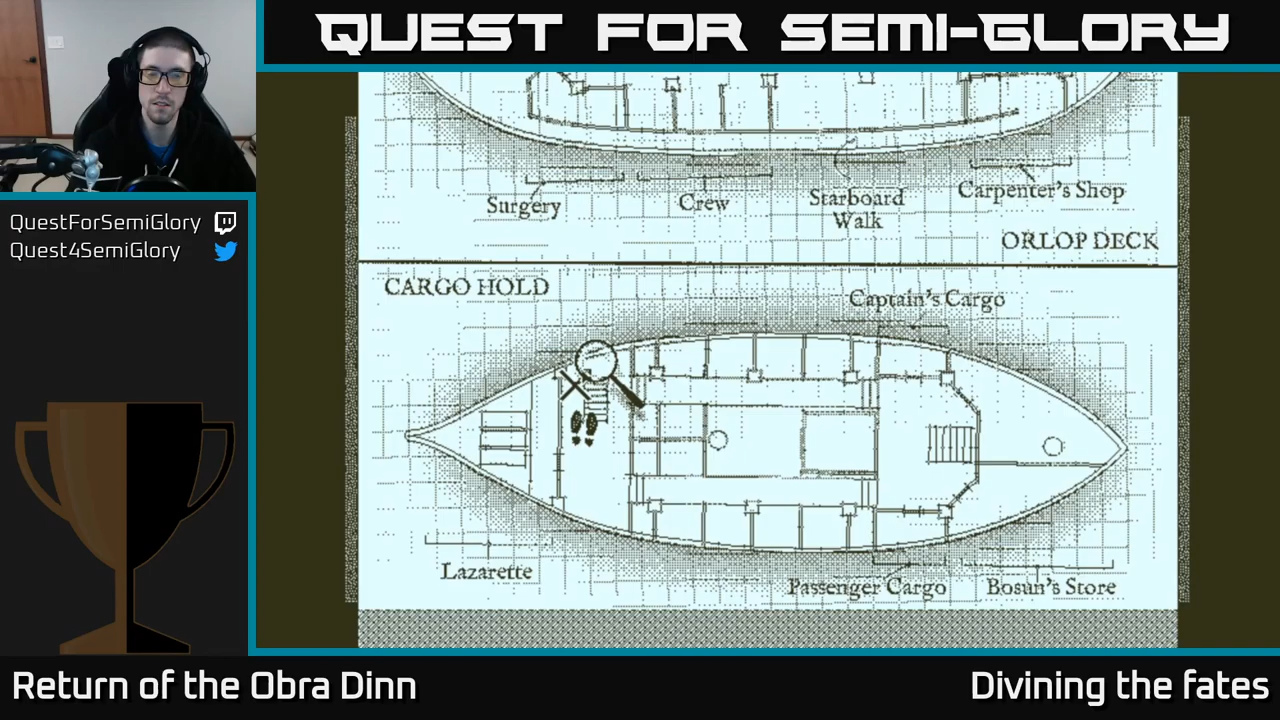 QUEST FOR SEMI-GLORY
QuestForSemiGlory
Quest4SemiGlory
Surgery
Crew
Starboard
Walk
Carpenter's Shop
ORLOP DECK
CARGO HOLD
Captain's Cargo
Lazarette
Passenger Cargo
Bosun's Store
Return of the Obra Dinn
Divining the fates